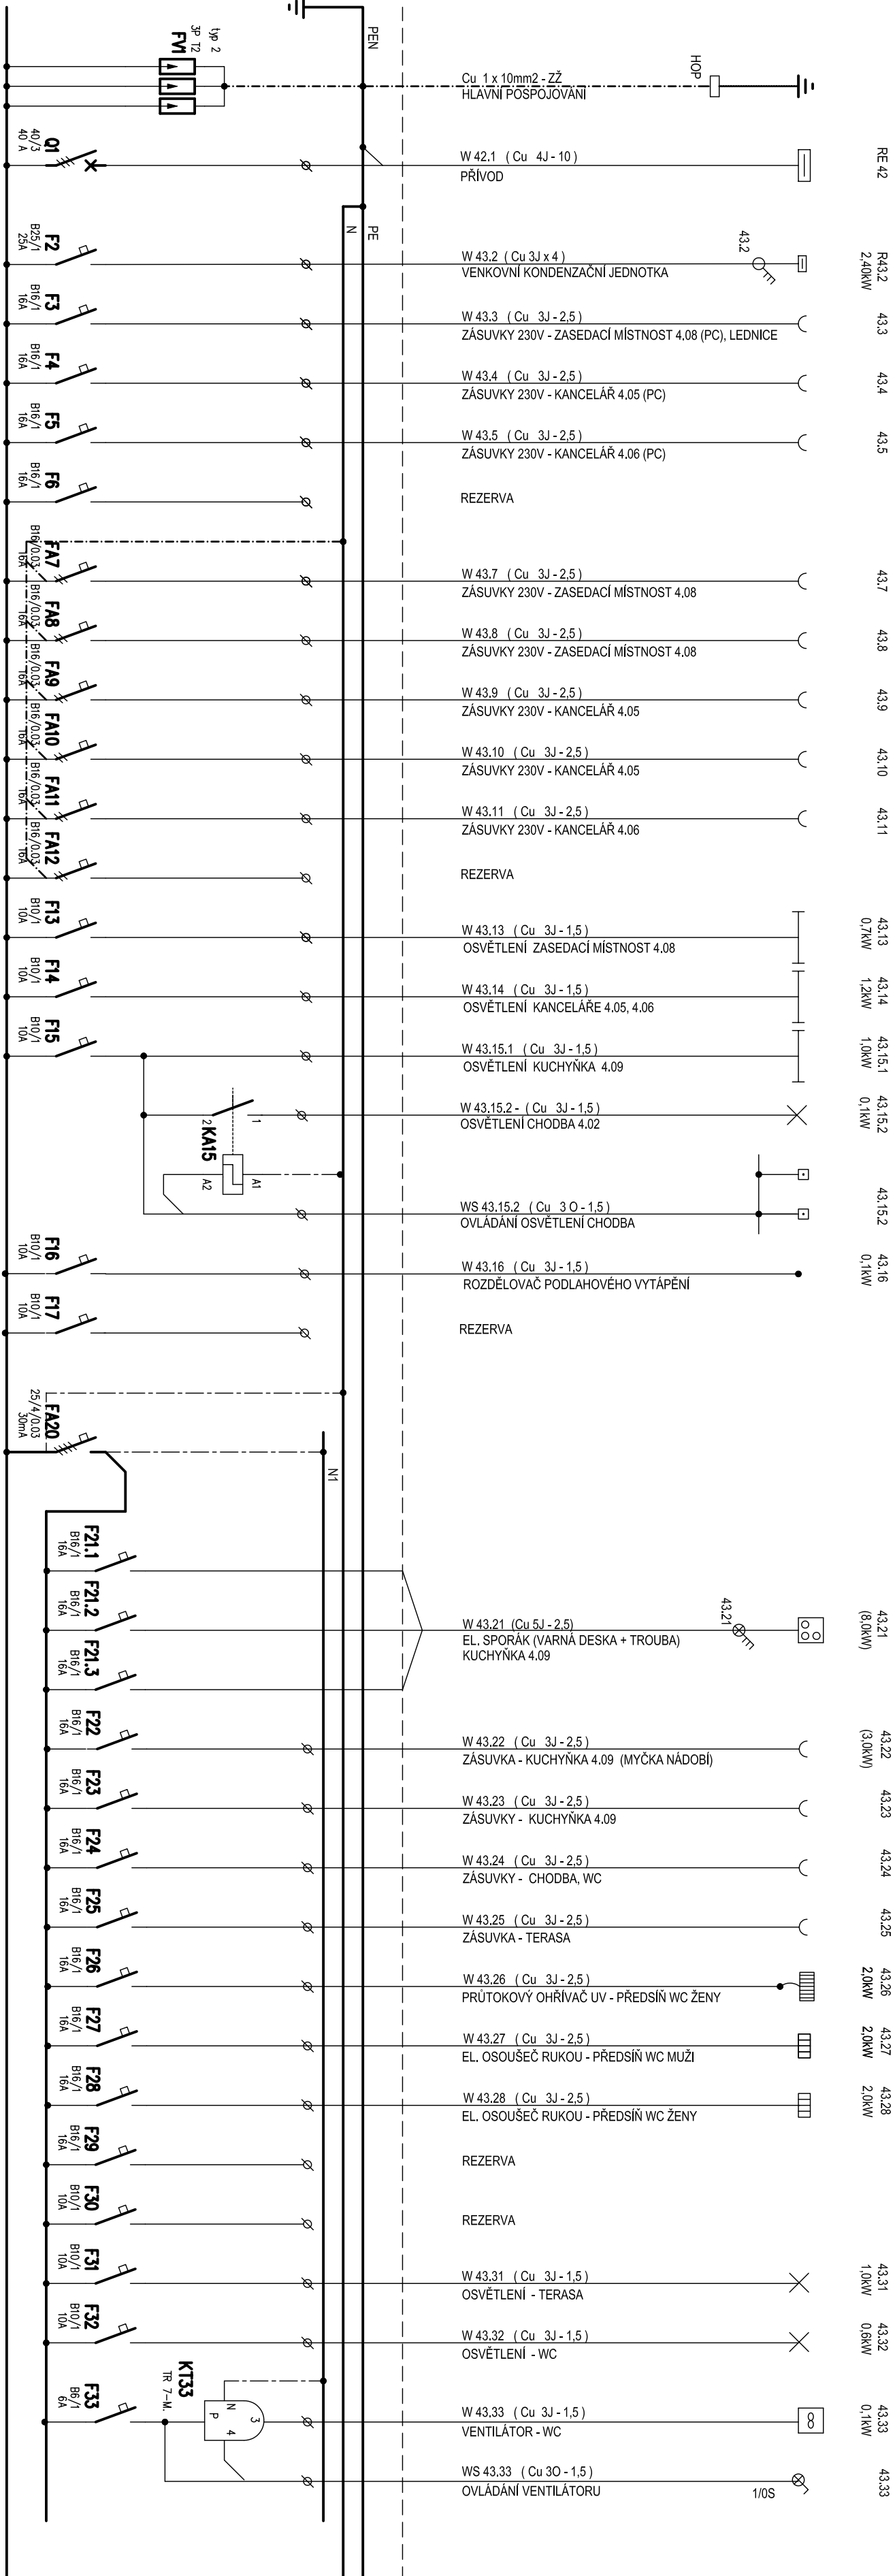 PEN
typ 2
3P T2
FV1
Cu 1 x 10mm2 - ZŽ
HLAVNÍ POSPOJOVÁNÍ
HOP
Q1
40/3
40 A
W 42.1 ( Cu 4J - 10 )
PŘÍVOD
RE 42
PE
N
F2
B25/1
25A
W 43.2 ( Cu 3J x 4 )
VENKOVNÍ KONDENZAČNÍ JEDNOTKA
43.2
R43.2
2,40kW
F3
B16/1
16A
W 43.3 ( Cu 3J - 2,5 )
ZÁSUVKY 230V - ZASEDACÍ MÍSTNOST 4.08 (PC), LEDNICE
43.3
F4
B16/1
16A
W 43.4 ( Cu 3J - 2,5 )
ZÁSUVKY 230V - KANCELÁŘ 4.05 (PC)
43.4
F5
B16/1
16A
W 43.5 ( Cu 3J - 2,5 )
ZÁSUVKY 230V - KANCELÁŘ 4.06 (PC)
43.5
F6
B16/1
16A
REZERVA
FA7
B16/0.03
16A
W 43.7 ( Cu 3J - 2,5 )
ZÁSUVKY 230V - ZASEDACÍ MÍSTNOST 4.08
43.7
FA8
B16/0.03
16A
W 43.8 ( Cu 3J - 2,5 )
ZÁSUVKY 230V - ZASEDACÍ MÍSTNOST 4.08
43.8
FA9
B16/0.03
16A
W 43.9 ( Cu 3J - 2,5 )
ZÁSUVKY 230V - KANCELÁŘ 4.05
43.9
FA10
B16/0.03
16A
W 43.10 ( Cu 3J - 2,5 )
ZÁSUVKY 230V - KANCELÁŘ 4.05
43.10
FA11
B16/0.03
16A
W 43.11 ( Cu 3J - 2,5 )
ZÁSUVKY 230V - KANCELÁŘ 4.06
43.11
FA12
B16/0.03
16A
REZERVA
F13
B10/1
10A
W 43.13 ( Cu 3J - 1,5 )
OSVĚTLENÍ ZASEDACÍ MÍSTNOST 4.08
43.13
0,7kW
F14
B10/1
10A
W 43.14 ( Cu 3J - 1,5 )
OSVĚTLENÍ KANCELÁŘE 4.05, 4.06
43.14
1,2kW
F15
B10/1
10A
W 43.15.1 ( Cu 3J - 1,5 )
OSVĚTLENÍ KUCHYŇKA 4.09
43.15.1
1,0kW
1
2
KA15
A1
A2
W 43.15.2 - ( Cu 3J - 1,5 )
OSVĚTLENÍ CHODBA 4.02
43.15.2
0,1kW
WS 43.15.2 ( Cu 3 O - 1,5 )
OVLÁDÁNÍ OSVĚTLENÍ CHODBA
43.15.2
F16
B10/1
10A
W 43.16 ( Cu 3J - 1,5 )
ROZDĚLOVAČ PODLAHOVÉHO VYTÁPĚNÍ
43.16
0,1kW
F17
B10/1
10A
REZERVA
FA20
25/4/0.03
30mA
N1
F21.1
B16/1
16A
F21.2
B16/1
16A
F21.3
B16/1
16A
W 43.21 (Cu 5J - 2,5)
EL. SPORÁK (VARNÁ DESKA + TROUBA)
KUCHYŇKA 4.09
43.21
43.21
(8,0kW)
F22
B16/1
16A
W 43.22 ( Cu 3J - 2,5 )
ZÁSUVKA - KUCHYŇKA 4.09 (MYČKA NÁDOBÍ)
43.22
(3,0kW)
F23
B16/1
16A
W 43.23 ( Cu 3J - 2,5 )
ZÁSUVKY - KUCHYŇKA 4.09
43.23
F24
B16/1
16A
W 43.24 ( Cu 3J - 2,5 )
ZÁSUVKY - CHODBA, WC
43.24
F25
B16/1
16A
W 43.25 ( Cu 3J - 2,5 )
ZÁSUVKA - TERASA
43.25
F26
B16/1
16A
W 43.26 ( Cu 3J - 2,5 )
PRŮTOKOVÝ OHŘÍVAČ UV - PŘEDSÍŇ WC ŽENY
43.26
2,0kW
F27
B16/1
16A
W 43.27 ( Cu 3J - 2,5 )
EL. OSOUŠEČ RUKOU - PŘEDSÍŇ WC MUŽI
43.27
2,0kW
F28
B16/1
16A
W 43.28 ( Cu 3J - 2,5 )
EL. OSOUŠEČ RUKOU - PŘEDSÍŇ WC ŽENY
43.28
2,0kW
F29
B16/1
16A
REZERVA
F30
B10/1
10A
REZERVA
F31
B10/1
10A
W 43.31 ( Cu 3J - 1,5 )
OSVĚTLENÍ - TERASA
43.31
1,0kW
F32
B10/1
10A
W 43.32 ( Cu 3J - 1,5 )
OSVĚTLENÍ - WC
43.32
0,6kW
F33
B6/1
6A
KT33
TR 7-M.
N
P
3
4
W 43.33 ( Cu 3J - 1,5 )
VENTILÁTOR - WC
43.33
0,1kW
WS 43.33 ( Cu 3O - 1,5 )
OVLÁDÁNÍ VENTILÁTORU
1/0S
43.33